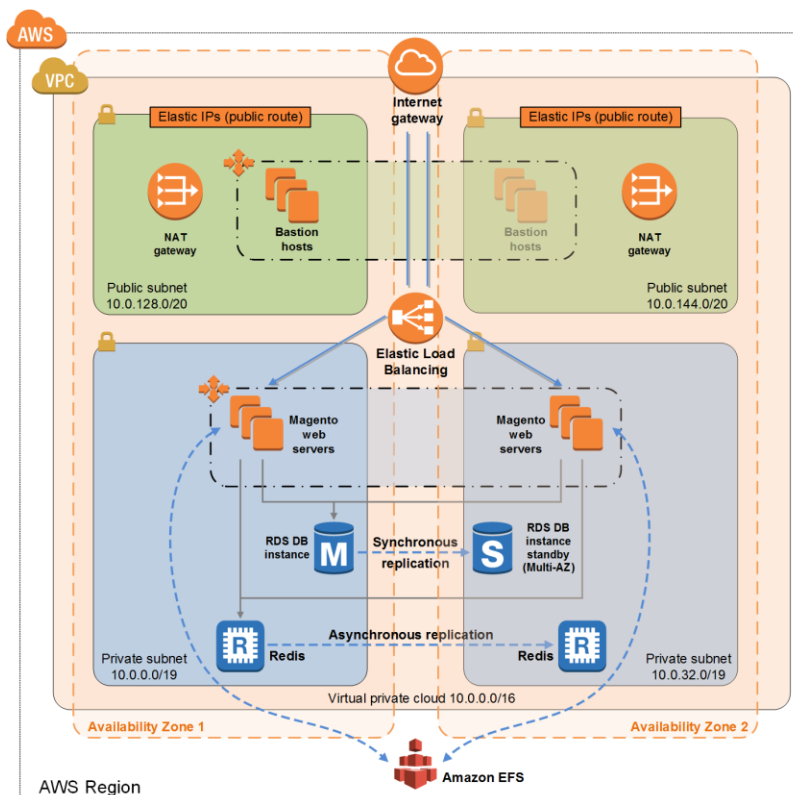 AWS
VPC
Internet
gateway
Elastic IPs (public route)
Elastic IPs (public route)
NAT
gateway
Bastion
hosts
Bastion
hosts
NAT
gateway
Public subnet
10.0.128.0/20
Public subnet
10.0.144.0/20
Elastic Load
Balancing
Magento
web
servers
Magento
web
servers
RDS DB
instance
M
Synchronous
replication
S
RDS DB
instance
standby
(Multi-AZ)
R
Redis
Asynchronous replication
Redis
R
Private subnet
10.0.0.0/19
Private subnet
10.0.32.0/19
Virtual private cloud 10.0.0.0/16
Availability Zone 1
Availability Zone 2
Amazon EFS
AWS Region